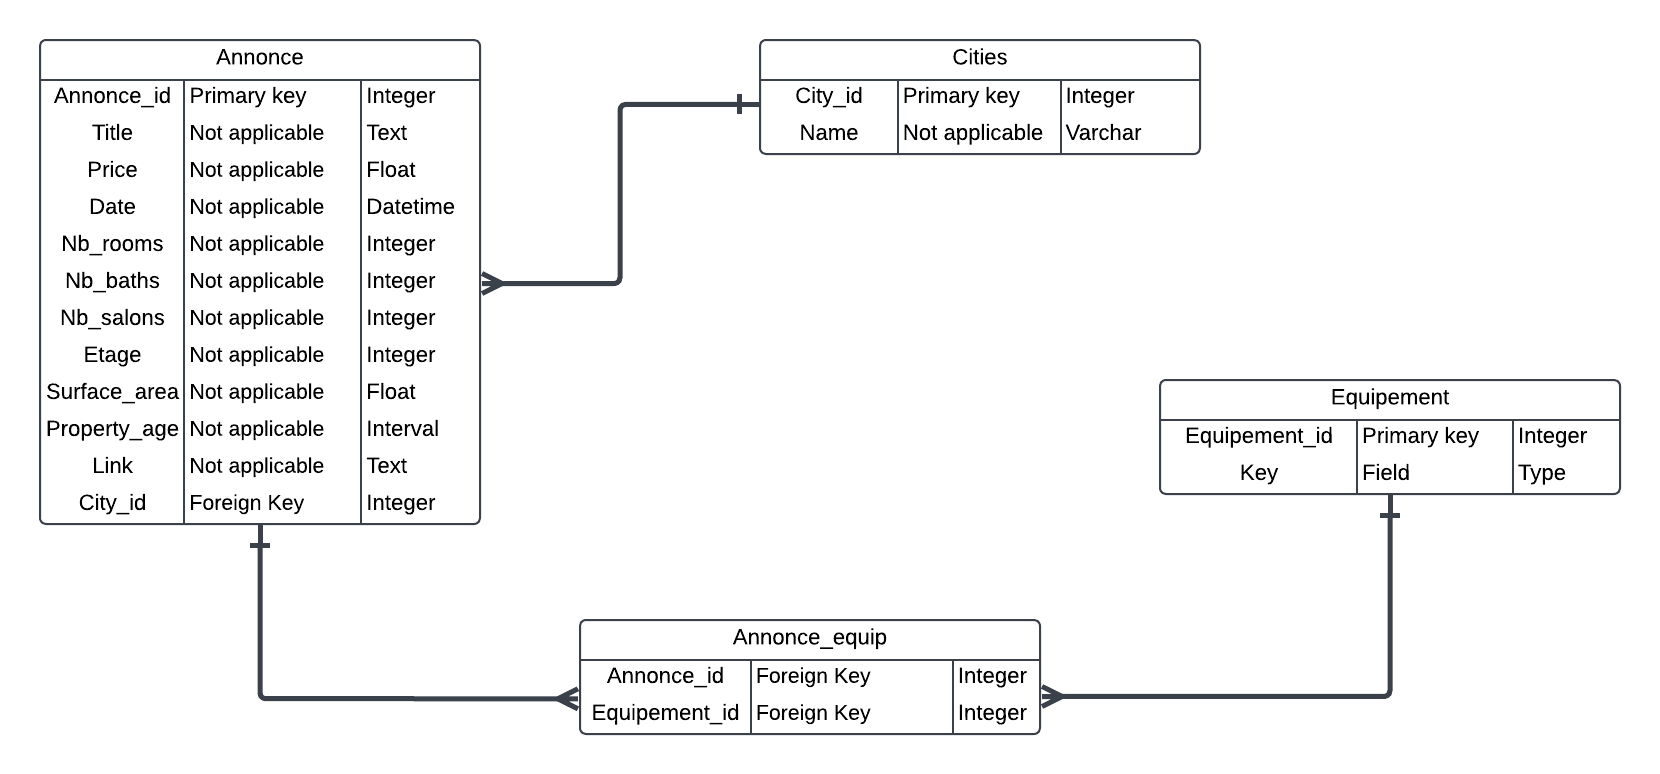 Annonce
Annonce_id Primary key Integer
Title Not applicable Text
Price Not applicable Float
Date Not applicable Datetime
Nb_rooms Not applicable Integer
Nb_baths Not applicable Integer
Nb_salons Not applicable Integer
Etage Not applicable Integer
Surface_area Not applicable Float
Property_age Not applicable Interval
Link Not applicable Text
City_id Foreign Key Integer
Cities
City_id Primary key Integer
Name Not applicable Varchar
Equipement
Equipement_id Primary key Integer
Key Field Type
Annonce_equip
Annonce_id Foreign Key Integer
Equipement_id Foreign Key Integer